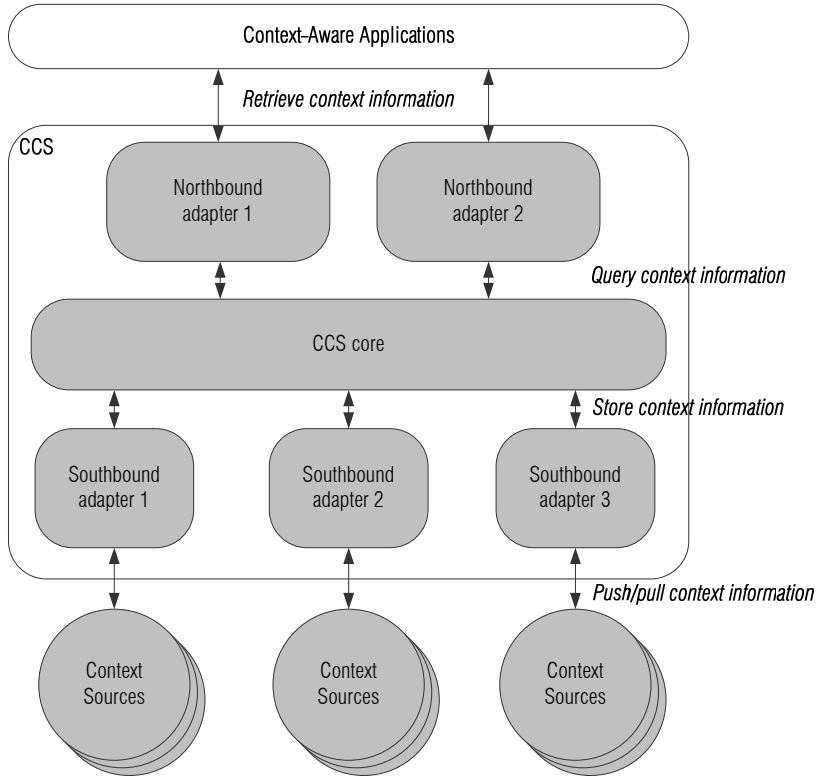 Context-Aware Applications
Retrieve context information
CCS
Northbound
adapter 1
Northbound
adapter 2
Query context information
CCS core
Store context information
Southbound
adapter 1
Southbound
adapter 2
Southbound
adapter 3
Push/pull context information
Context
Sources
Context
Sources
Context
Sources